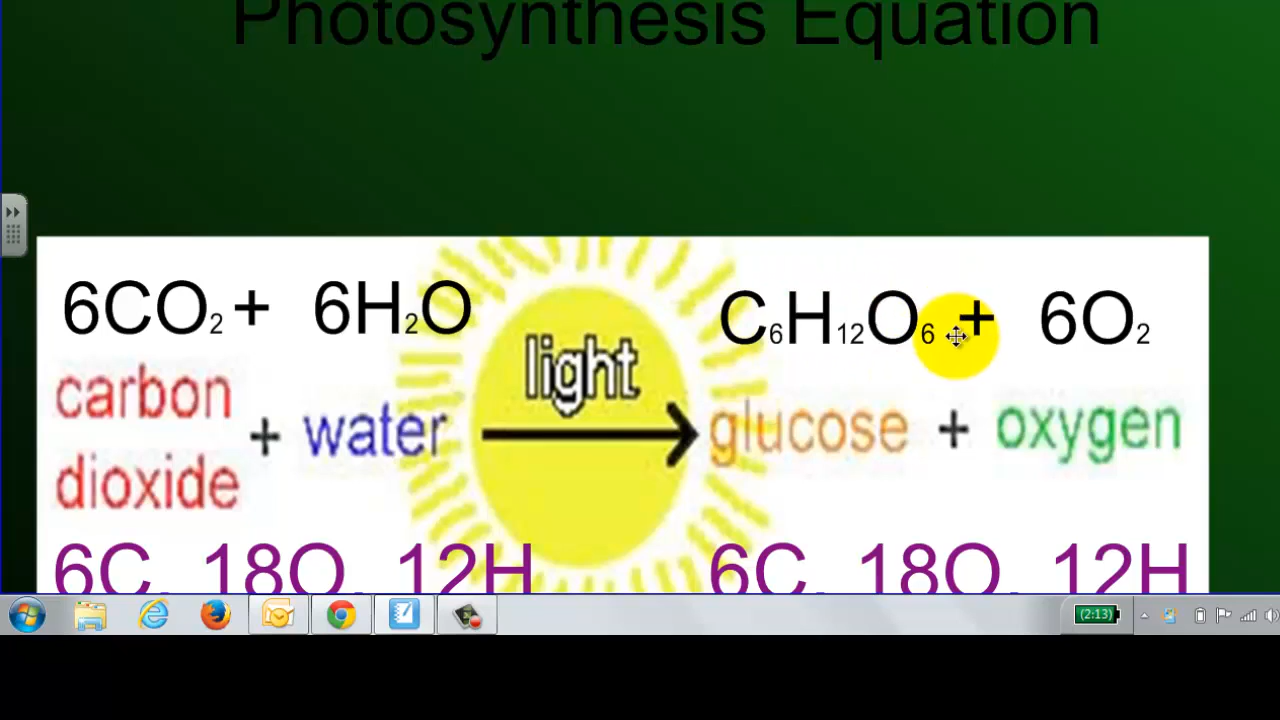 Photosynthesis Equation
6CO₂ + 6H₂O
C₆H₁₂O₆ + 6O₂
light
carbon
dioxide
+ water
glucose + oxygen
6C, 18O, 12H
6C, 18O, 12H
(2:13)